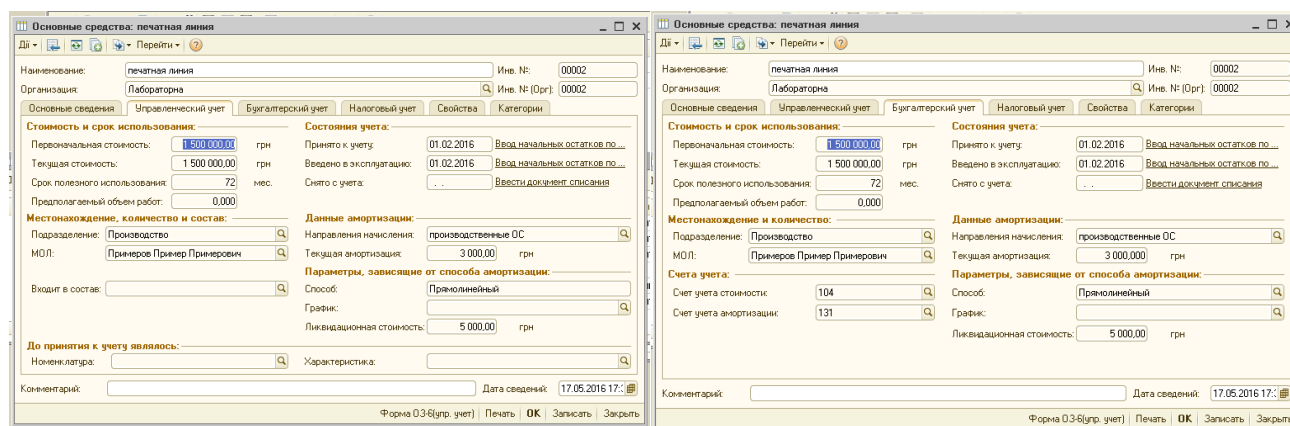 Основные средства: печатная линия
Дії Перейти
Наименование: печатная линия Инв. №: 00002
Организация: Лабораторна Инв. № (Орг): 00002
Основные сведения Управленческий учет Бухгалтерский учет Налоговый учет Свойства Категории
Стоимость и срок использования: Состояния учета:
Первоначальная стоимость: 1 500 000,00 грн Принято к учету: 01.02.2016 Ввод начальных остатков по ...
Текущая стоимость: 1 500 000,00 грн Введено в эксплуатацию: 01.02.2016 Ввод начальных остатков по ...
Срок полезного использования: 72 мес. Снято с учета: . . Ввести документ списания
Предполагаемый объем работ: 0,000
Местонахождение, количество и состав: Данные амортизации:
Подразделение: Производство Направления начисления: производственные ОС
МОЛ: Примеров Пример Примерович Текущая амортизация: 3 000,00 грн
Параметры, зависящие от способа амортизации:
Входит в состав: Способ: Прямолинейный
График:
Ликвидационная стоимость: 5 000,00 грн
До принятия к учету являлось:
Номенклатура: Характеристика:
Комментарий: Дата сведений: 17.05.2016 17:
Форма ОЗ-6(упр. учет) Печать OK Записать Закрыть
Основные средства: печатная линия
Дії Перейти
Наименование: печатная линия Инв. №: 00002
Организация: Лабораторна Инв. № (Орг): 00002
Основные сведения Управленческий учет Бухгалтерский учет Налоговый учет Свойства Категории
Стоимость и срок использования: Состояния учета:
Первоначальная стоимость: 1 500 000,00 грн Принято к учету: 01.02.2016 Ввод начальных остатков по ...
Текущая стоимость: 1 500 000,00 грн Введено в эксплуатацию: 01.02.2016 Ввод начальных остатков по ...
Срок полезного использования: 72 мес. Снято с учета: . . Ввести документ списания
Предполагаемый объем работ: 0,000
Местонахождение и количество: Данные амортизации:
Подразделение: Производство Направления начисления: производственные ОС
МОЛ: Примеров Пример Примерович Текущая амортизация: 3 000,000 грн
Счета учета: Параметры, зависящие от способа амортизации:
Счет учета стоимости: 104 Способ: Прямолинейный
Счет учета амортизации: 131 График:
Ликвидационная стоимость: 5 000,00 грн
Комментарий: Дата сведений: 17.05.2016 17:
Форма ОЗ-6(упр. учет) Печать OK Записать Закрыть